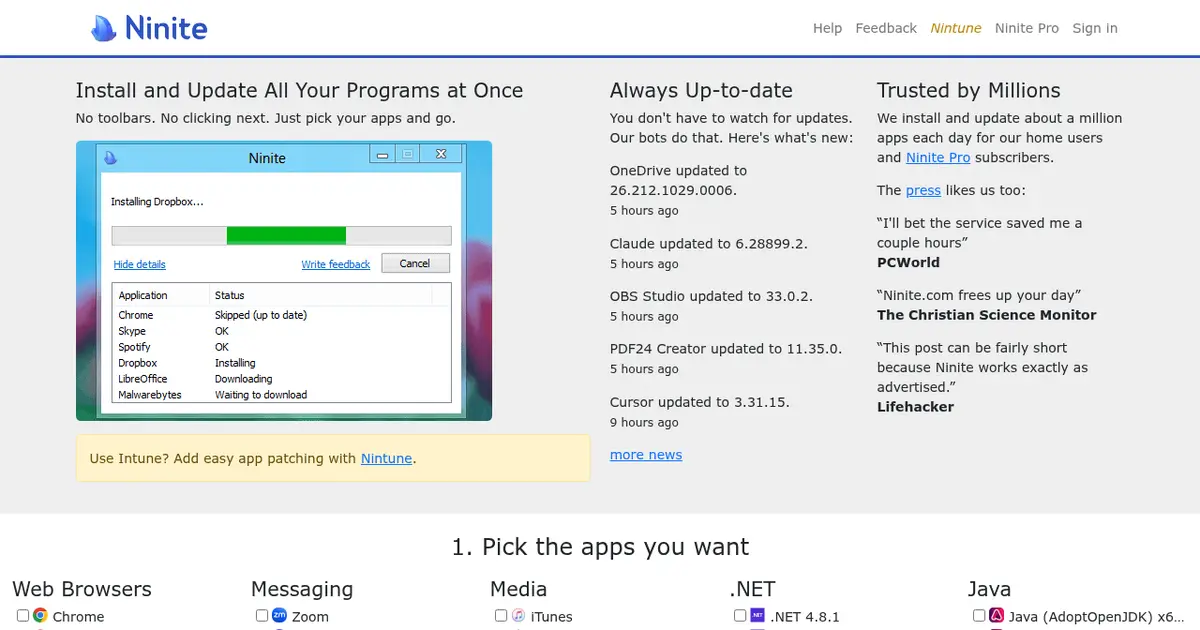 Ninite
Help Feedback Nintune Ninite Pro Sign in
Install and Update All Your Programs at Once
No toolbars. No clicking next. Just pick your apps and go.
Ninite
Installing Dropbox...
Hide details Write feedback Cancel
Application Status
Chrome Skipped (up to date)
Skype OK
Spotify OK
Dropbox Installing
LibreOffice Downloading
Malwarebytes Waiting to download
Use Intune? Add easy app patching with Nintune.
Always Up-to-date
You don't have to watch for updates.
Our bots do that. Here's what's new:
OneDrive updated to
26.212.1029.0006.
5 hours ago
Claude updated to 6.28899.2.
5 hours ago
OBS Studio updated to 33.0.2.
5 hours ago
PDF24 Creator updated to 11.35.0.
5 hours ago
Cursor updated to 3.31.15.
9 hours ago
more news
Trusted by Millions
We install and update about a million
apps each day for our home users
and Ninite Pro subscribers.
The press likes us too:
“I'll bet the service saved me a
couple hours”
PCWorld
“Ninite.com frees up your day”
The Christian Science Monitor
“This post can be fairly short
because Ninite works exactly as
advertised.”
Lifehacker
1. Pick the apps you want
Web Browsers
Chrome
Messaging
zm Zoom
Media
iTunes
.NET
.NET .NET 4.8.1
Java
Java (AdoptOpenJDK) x6...